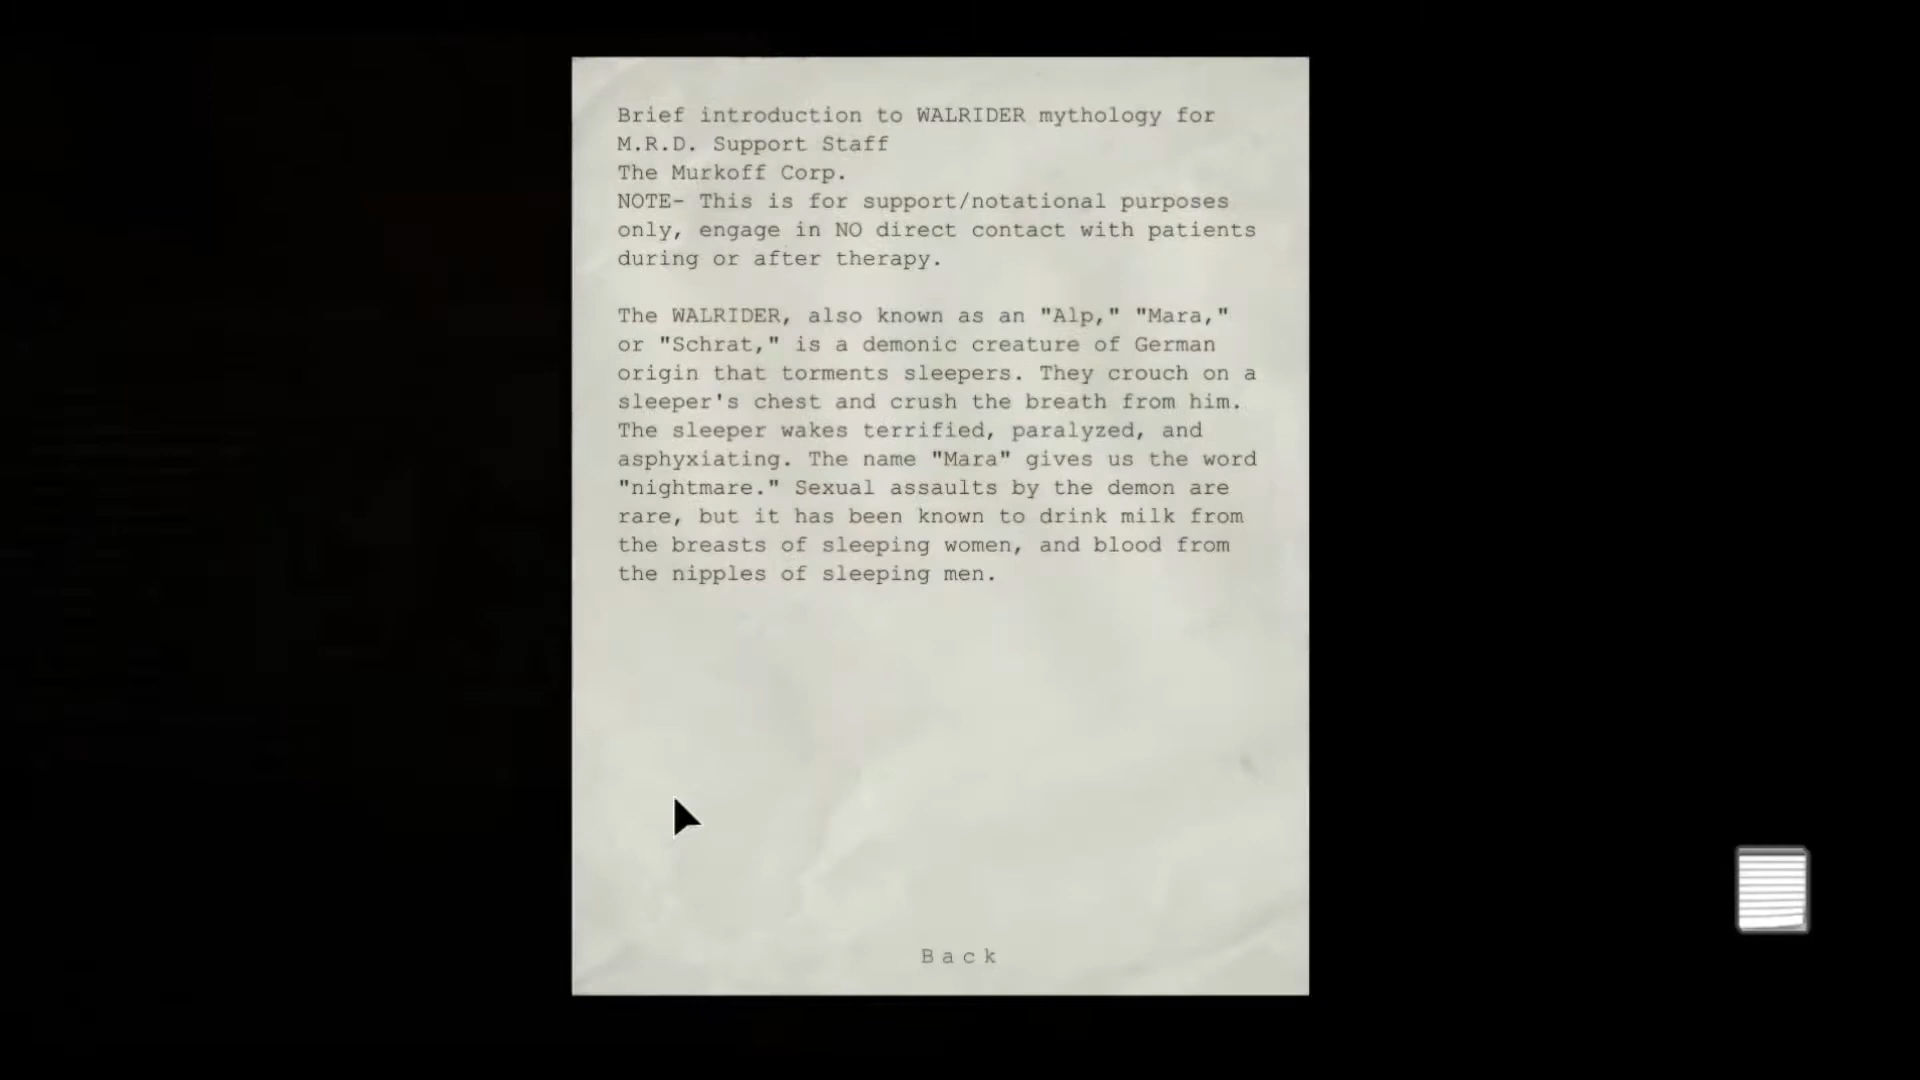 Brief introduction to WALRIDER mythology for
M.R.D. Support Staff
The Murkoff Corp.
NOTE- This is for support/notational purposes
only, engage in NO direct contact with patients
during or after therapy.
The WALRIDER, also known as an "Alp," "Mara,"
or "Schrat," is a demonic creature of German
origin that torments sleepers. They crouch on a
sleeper's chest and crush the breath from him.
The sleeper wakes terrified, paralyzed, and
asphyxiating. The name "Mara" gives us the word
"nightmare." Sexual assaults by the demon are
rare, but it has been known to drink milk from
the breasts of sleeping women, and blood from
the nipples of sleeping men.
Back